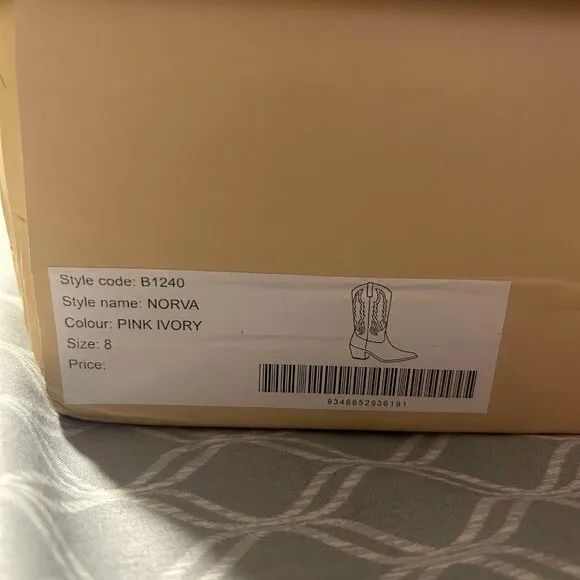 Style code: B1240
Style name: NORVA
Colour: PINK IVORY
Size: 8
Price:
9346652936191